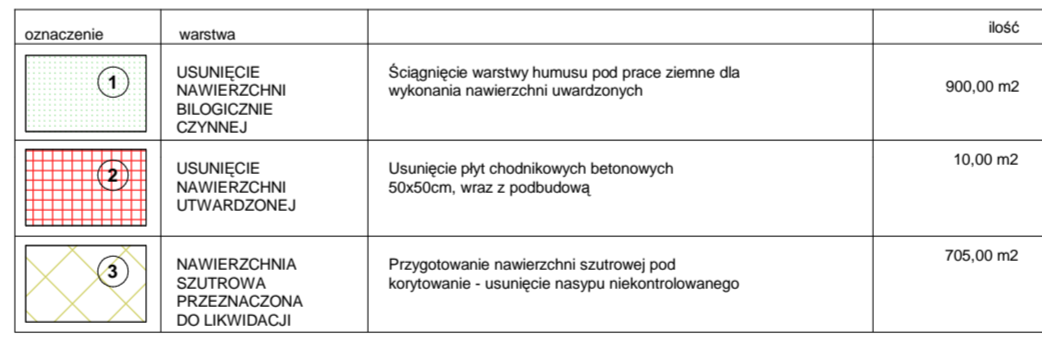 oznaczenie warstwa ilość
1
USUNIĘCIE
NAWIERZCHNI
BILOGICZNIE
CZYNNEJ
Ściągnięcie warstwy humusu pod prace ziemne dla
wykonania nawierzchni uwardzonych
900,00 m2
2
USUNIĘCIE
NAWIERZCHNI
UTWARDZONEJ
Usunięcie płyt chodnikowych betonowych
50x50cm, wraz z podbudową
10,00 m2
3
NAWIERZCHNIA
SZUTROWA
PRZEZNACZONA
DO LIKWIDACJI
Przygotowanie nawierzchni szutrowej pod
korytowanie - usunięcie nasypu niekontrolowanego
705,00 m2